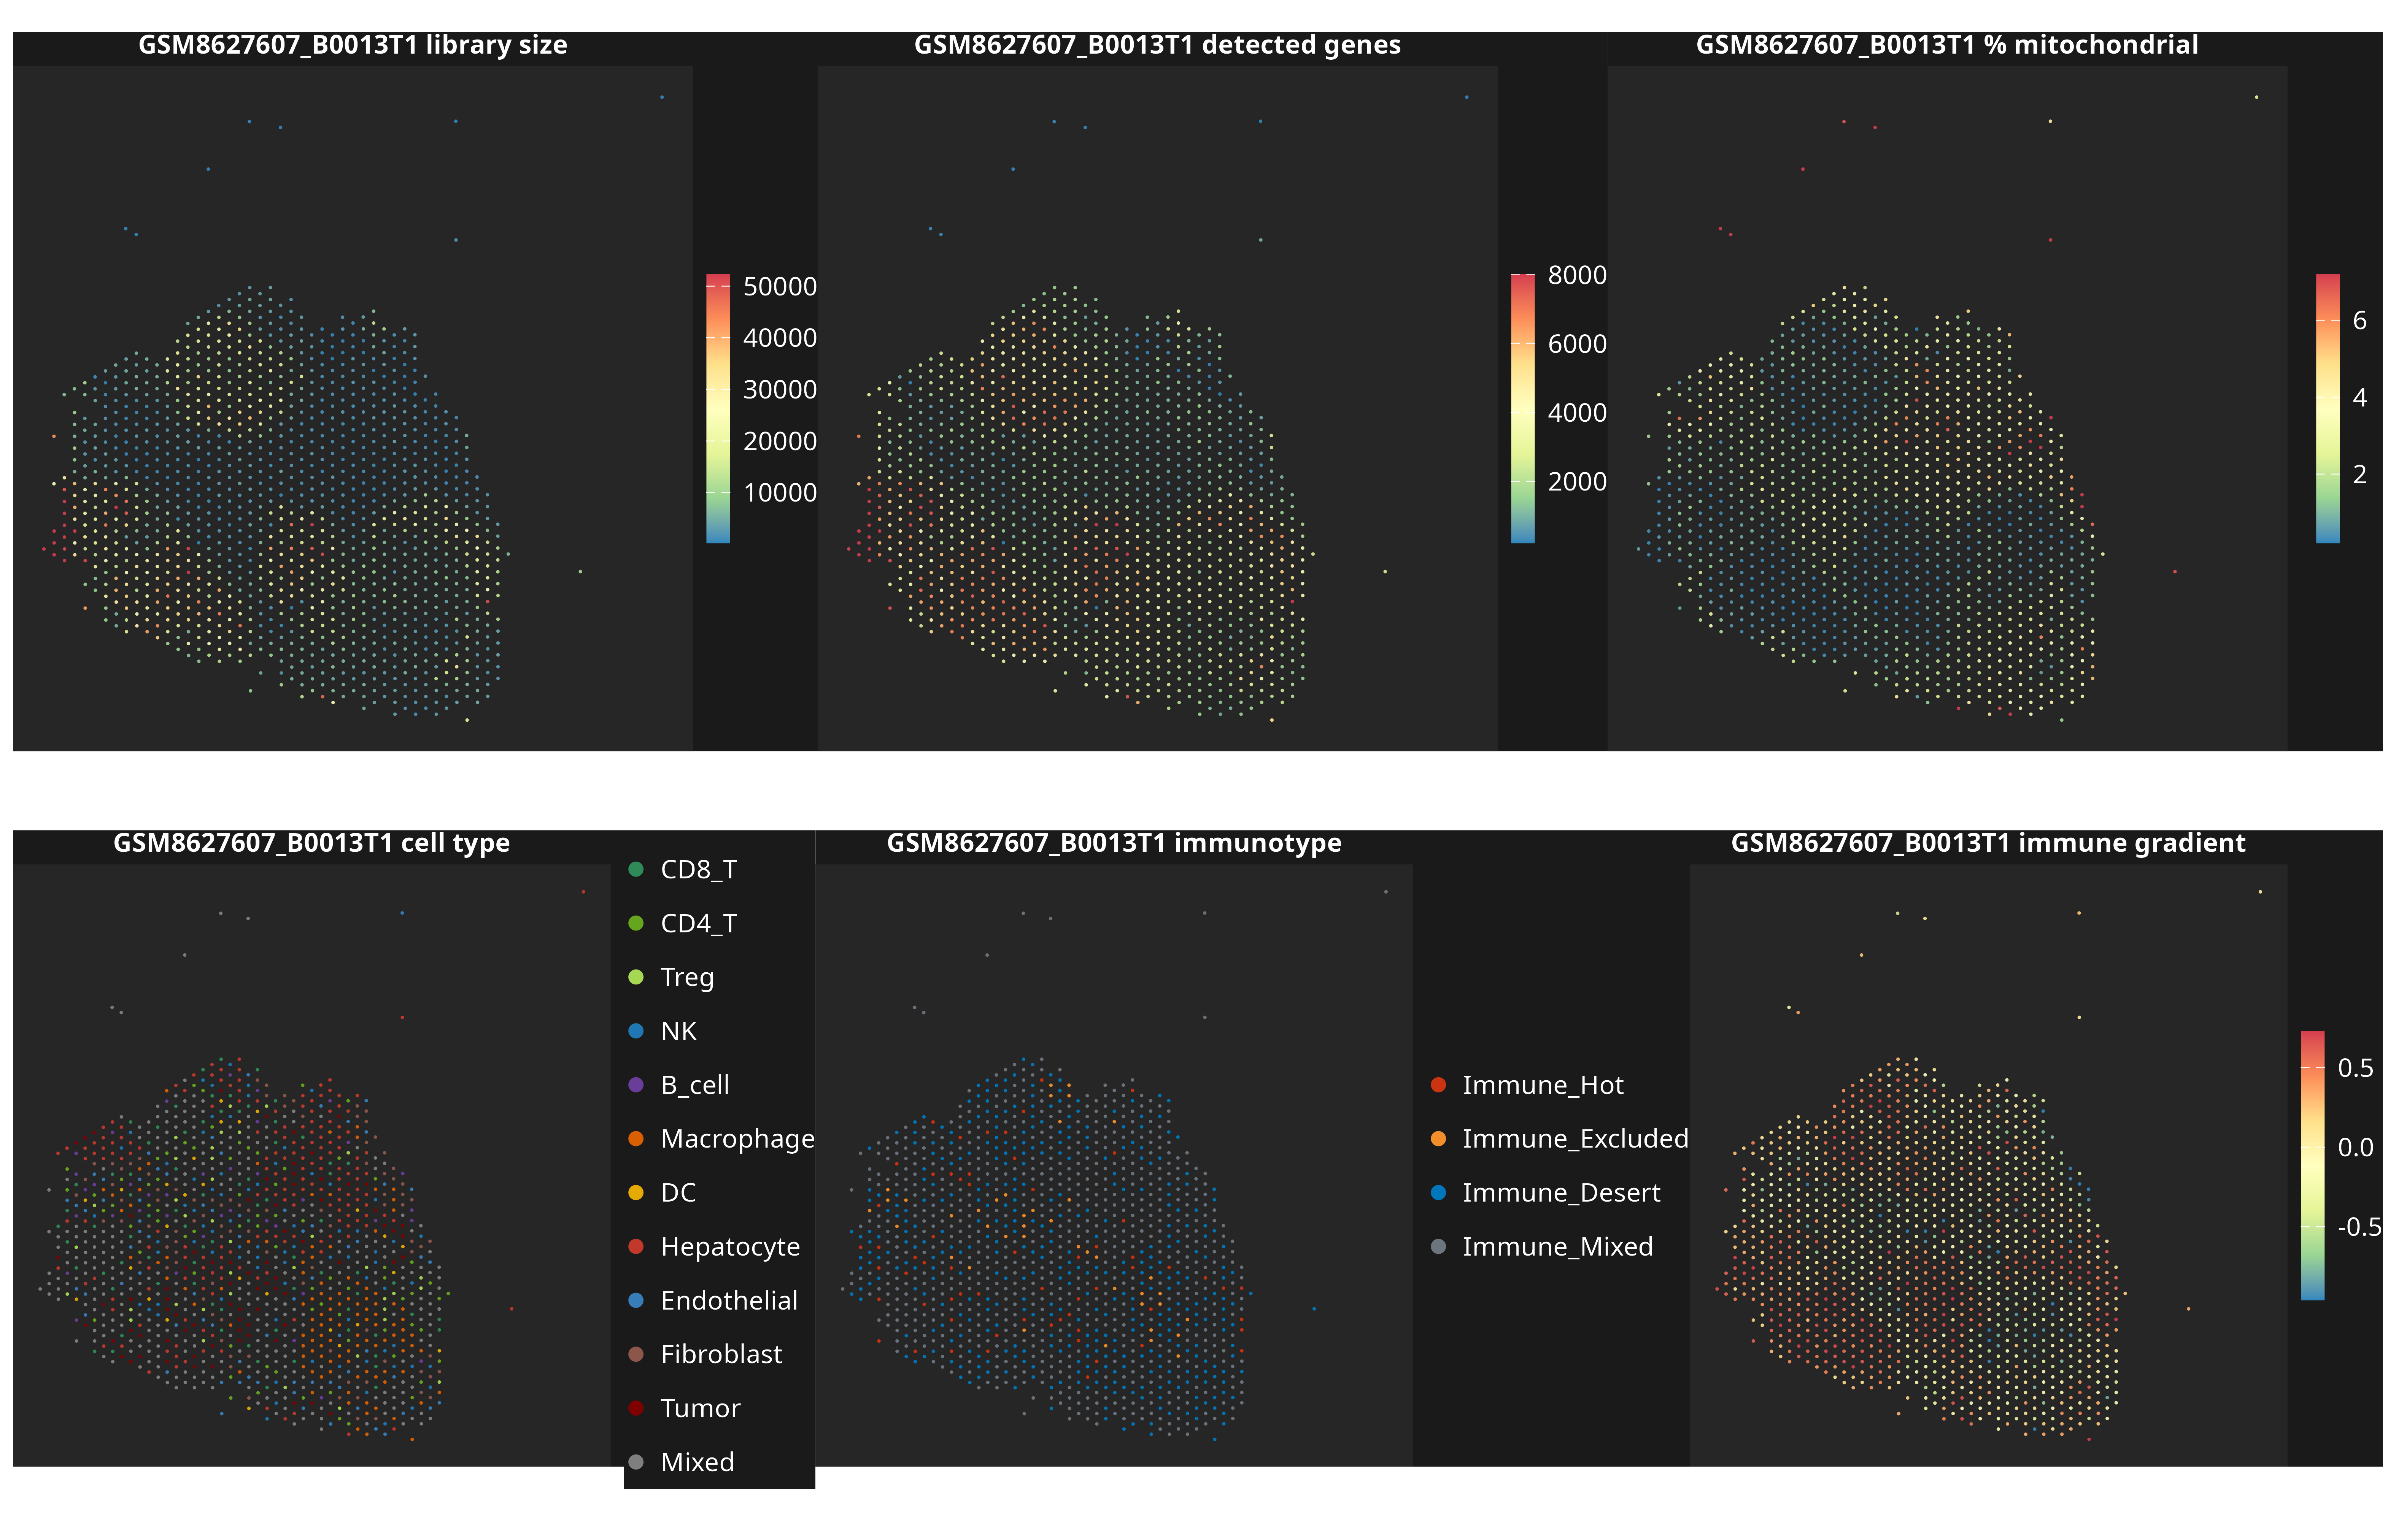 GSM8627607_B0013T1 library size
50000
40000
30000
20000
10000
GSM8627607_B0013T1 detected genes
8000
6000
4000
2000
GSM8627607_B0013T1 % mitochondrial
6
4
2
GSM8627607_B0013T1 cell type
CD8_T
CD4_T
Treg
NK
B_cell
Macrophage
DC
Hepatocyte
Endothelial
Fibroblast
Tumor
Mixed
GSM8627607_B0013T1 immunotype
Immune_Hot
Immune_Excluded
Immune_Desert
Immune_Mixed
GSM8627607_B0013T1 immune gradient
0.5
0.0
-0.5